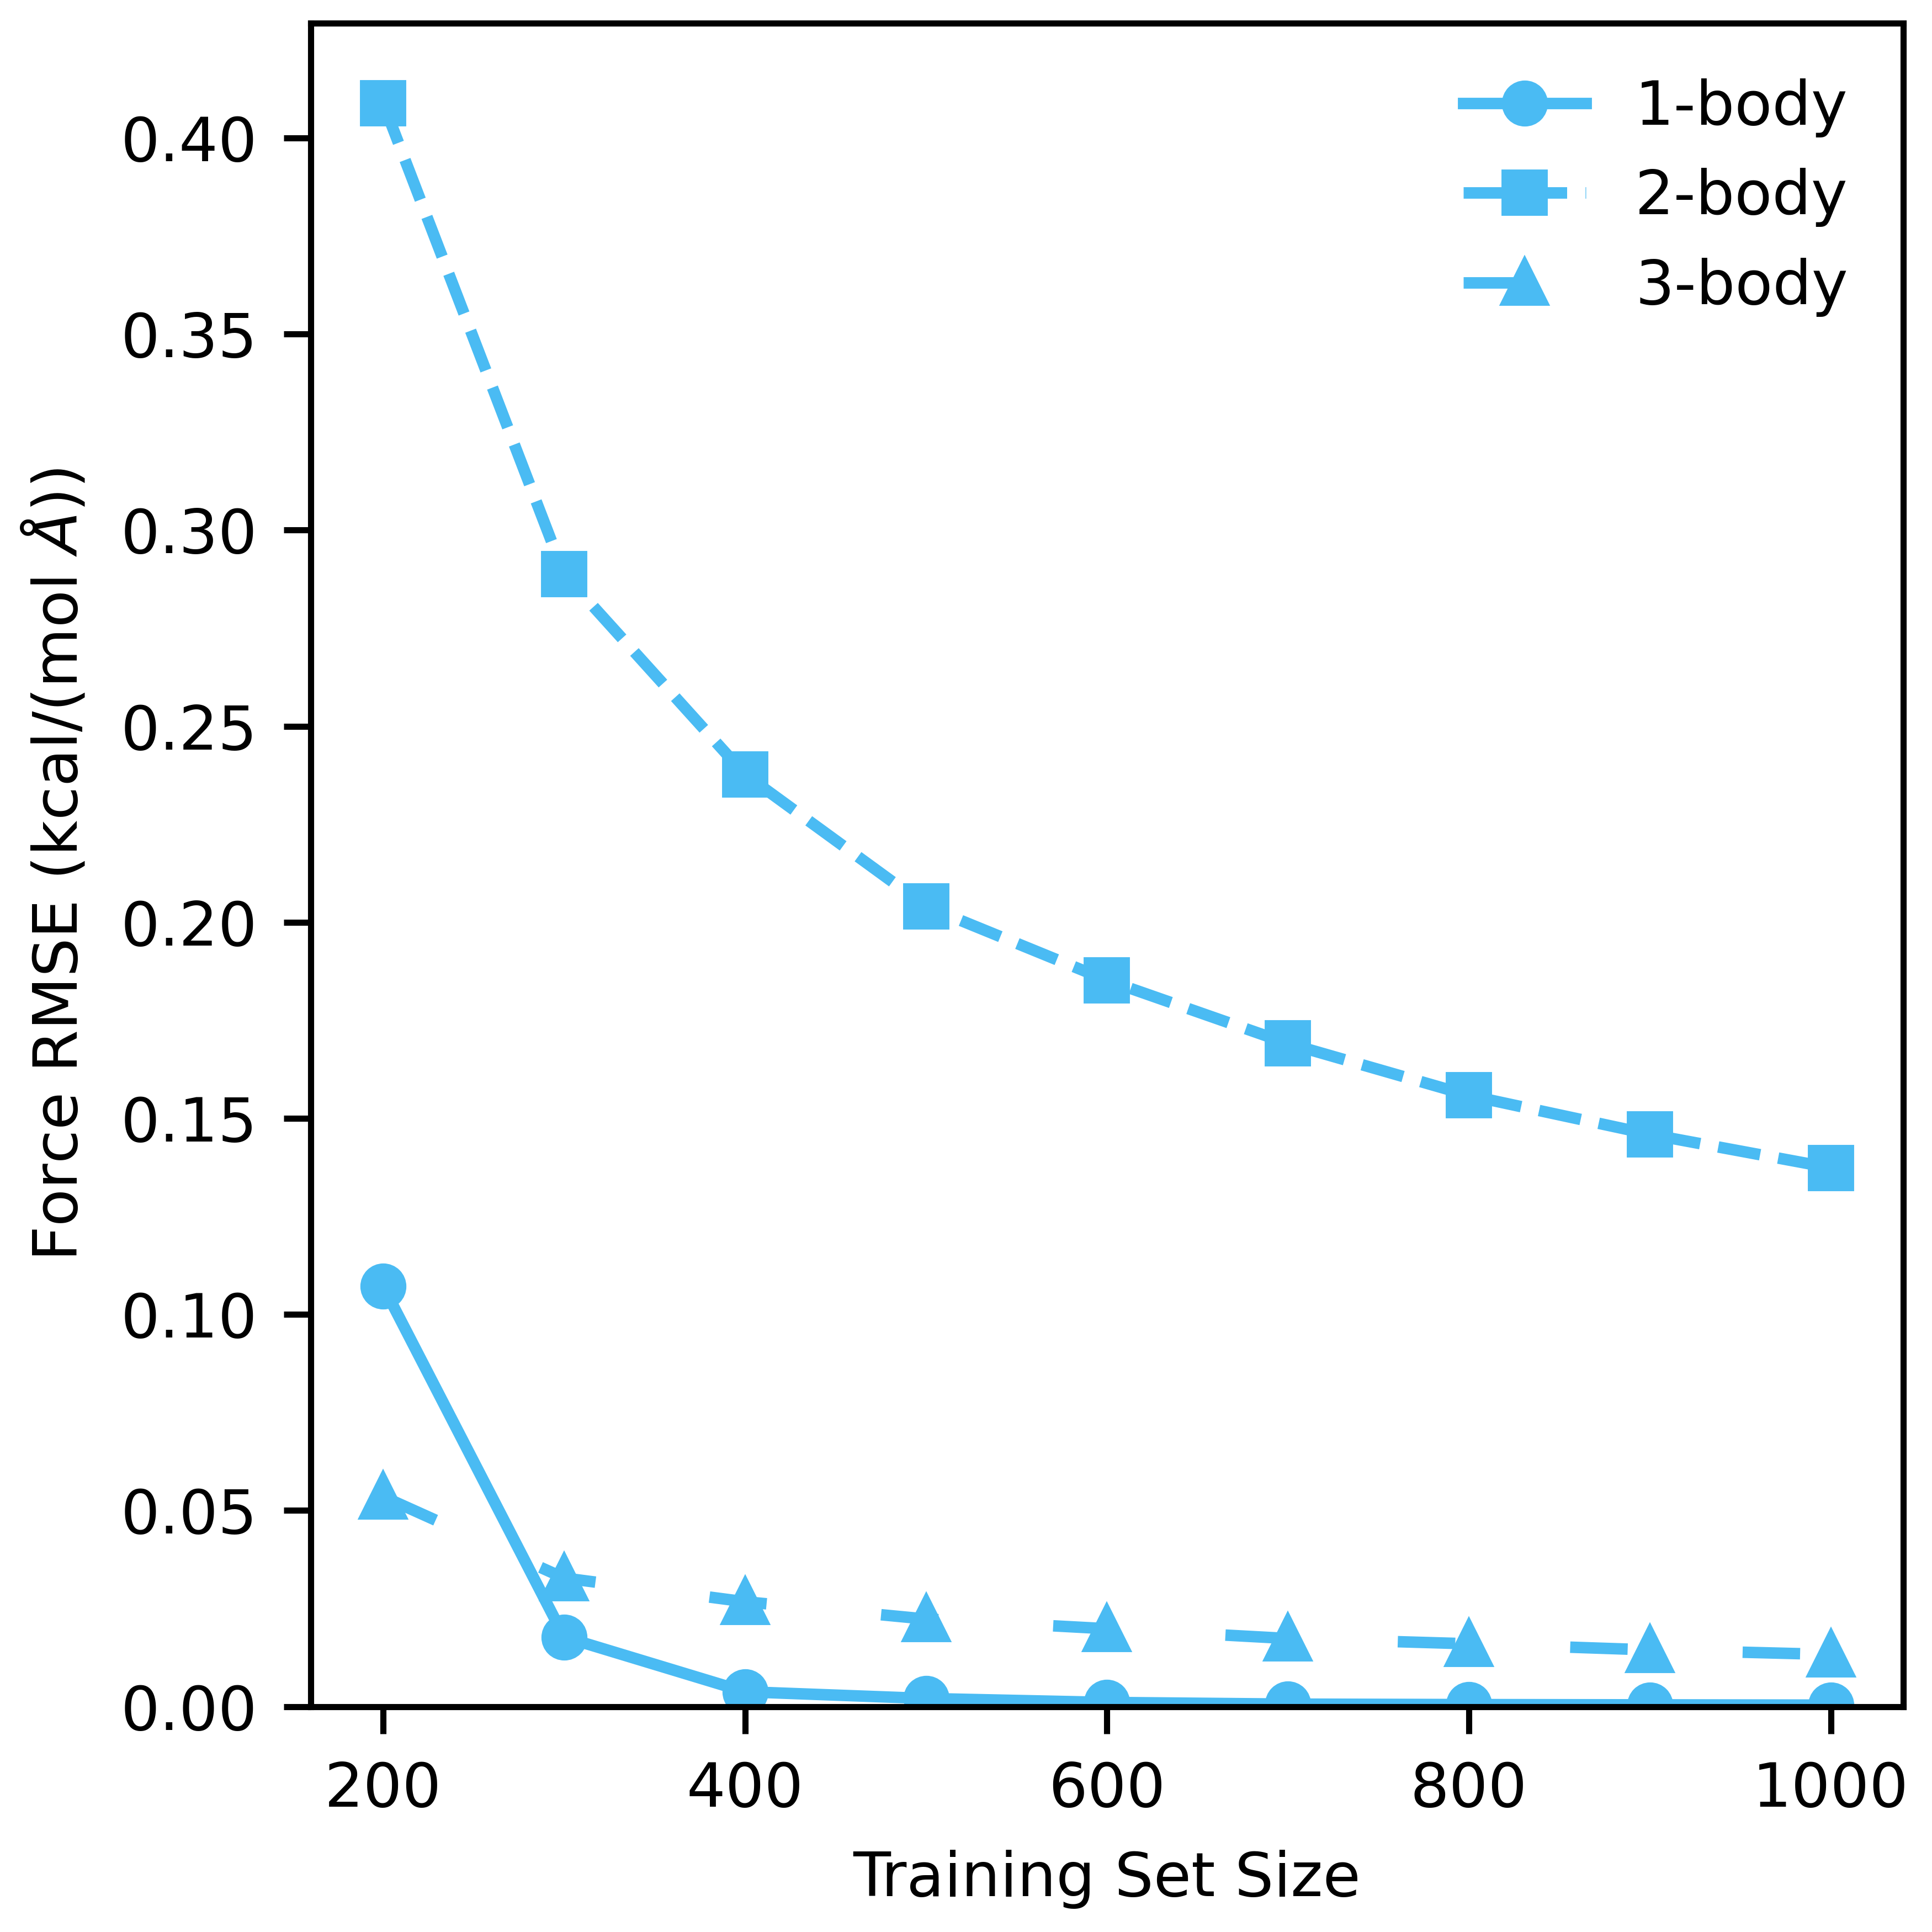 1-body
2-body
3-body
0.40
0.35
0.30
0.25
0.20
0.15
0.10
0.05
0.00
Force RMSE (kcal/(mol Å))
200 400 600 800 1000
Training Set Size